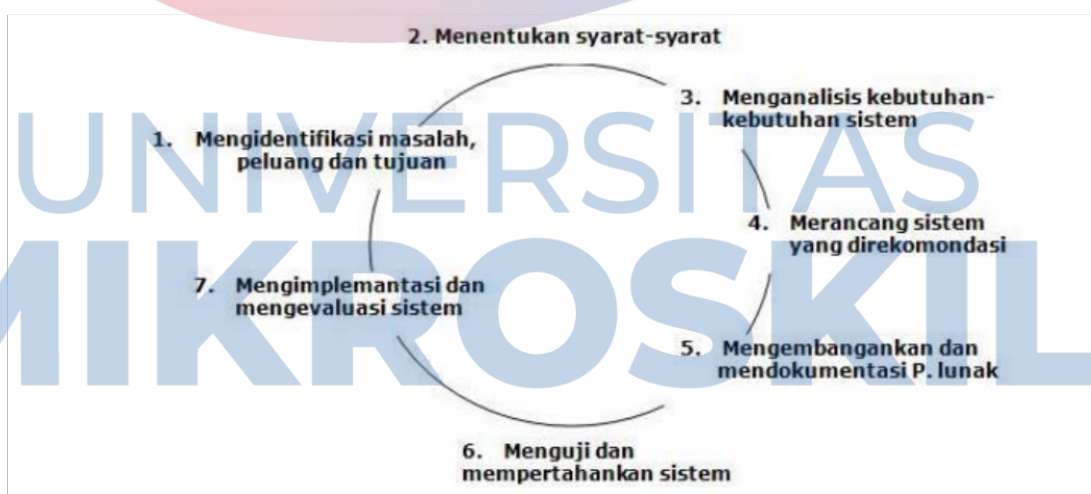 2. Menentukan syarat-syarat
3. Menganalisis kebutuhan-
kebutuhan sistem
1. Mengidentifikasi masalah,
peluang dan tujuan
UNIVERSITAS
4. Merancang sistem
yang direkomondasi
7. Mengimplemantasi dan
mengevaluasi sistem
MIKROSKIL
5. Mengembangankan dan
mendokumentasi P. lunak
6. Menguji dan
mempertahankan sistem